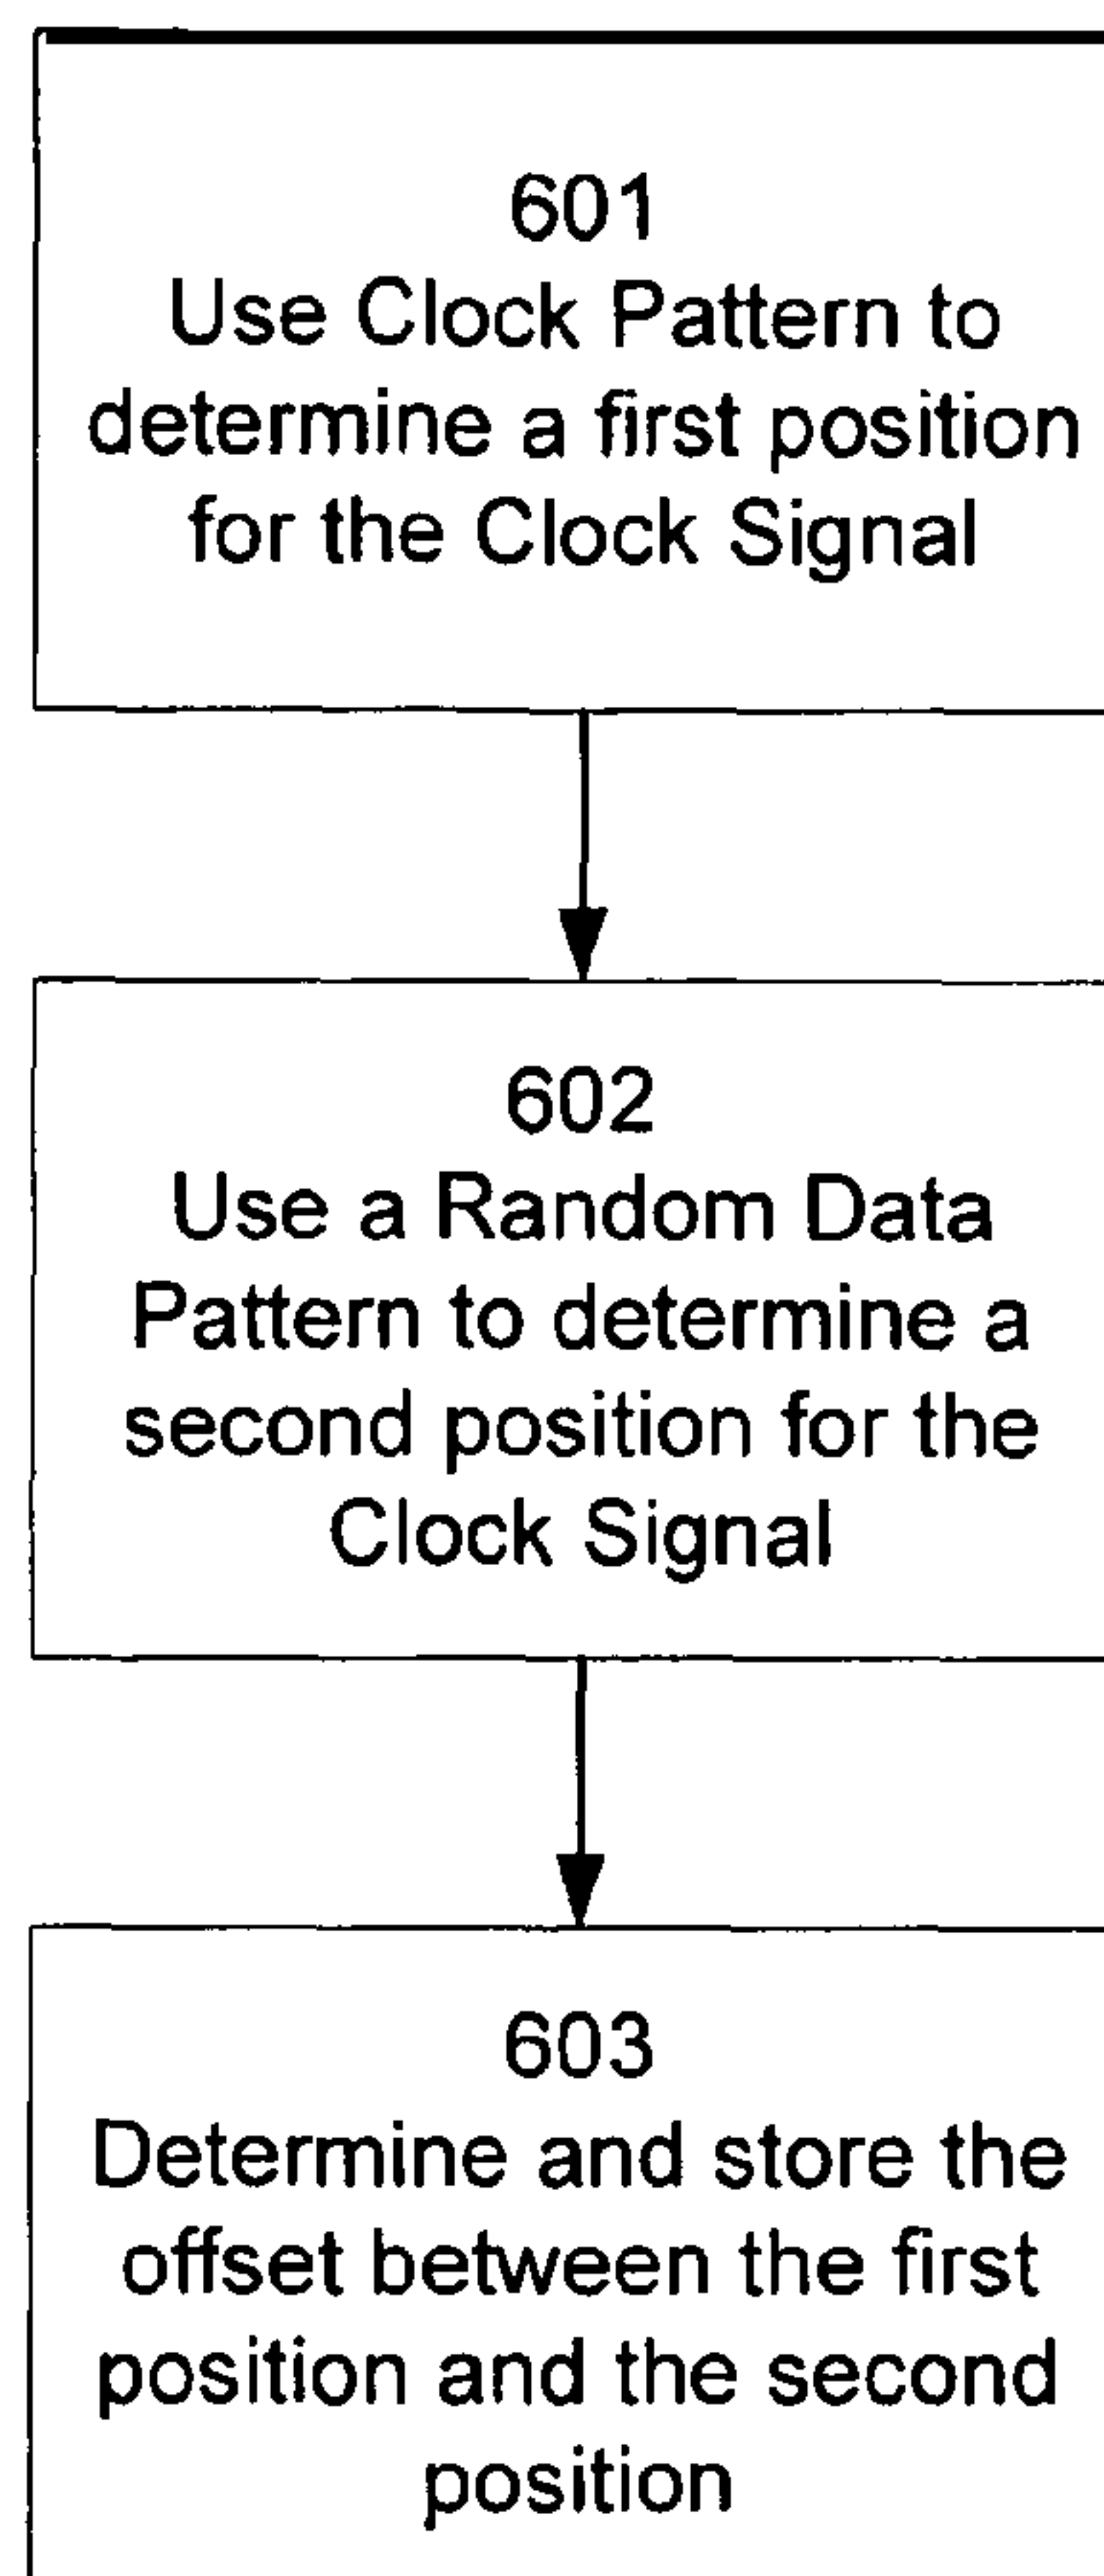 601
Use Clock Pattern to
determine a first position
for the Clock Signal
602
Use a Random Data
Pattern to determine a
second position for the
Clock Signal
603
Determine and store the
offset between the first
position and the second
position